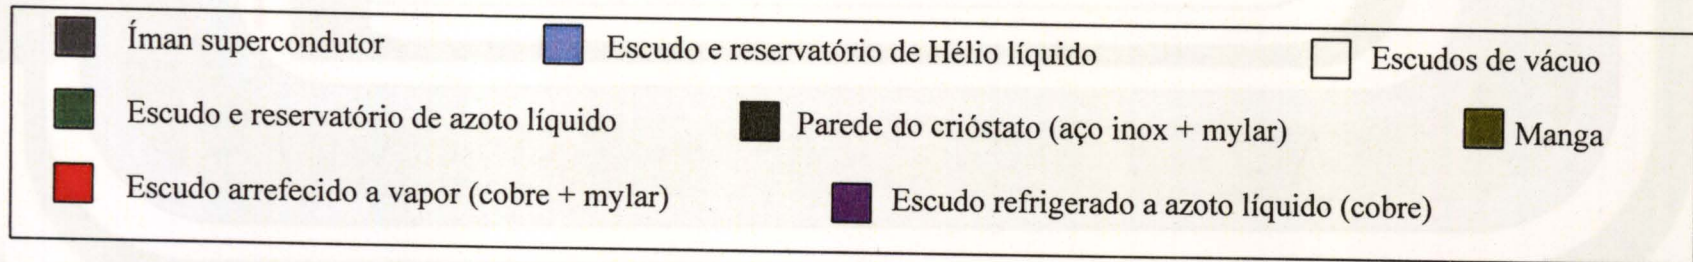 Íman supercondutor
Escudo e reservatório de Hélio líquido
Escudos de vácuo
Escudo e reservatório de azoto líquido
Parede do crióstato (aço inox + mylar)
Manga
Escudo arrefecido a vapor (cobre + mylar)
Escudo refrigerado a azoto líquido (cobre)